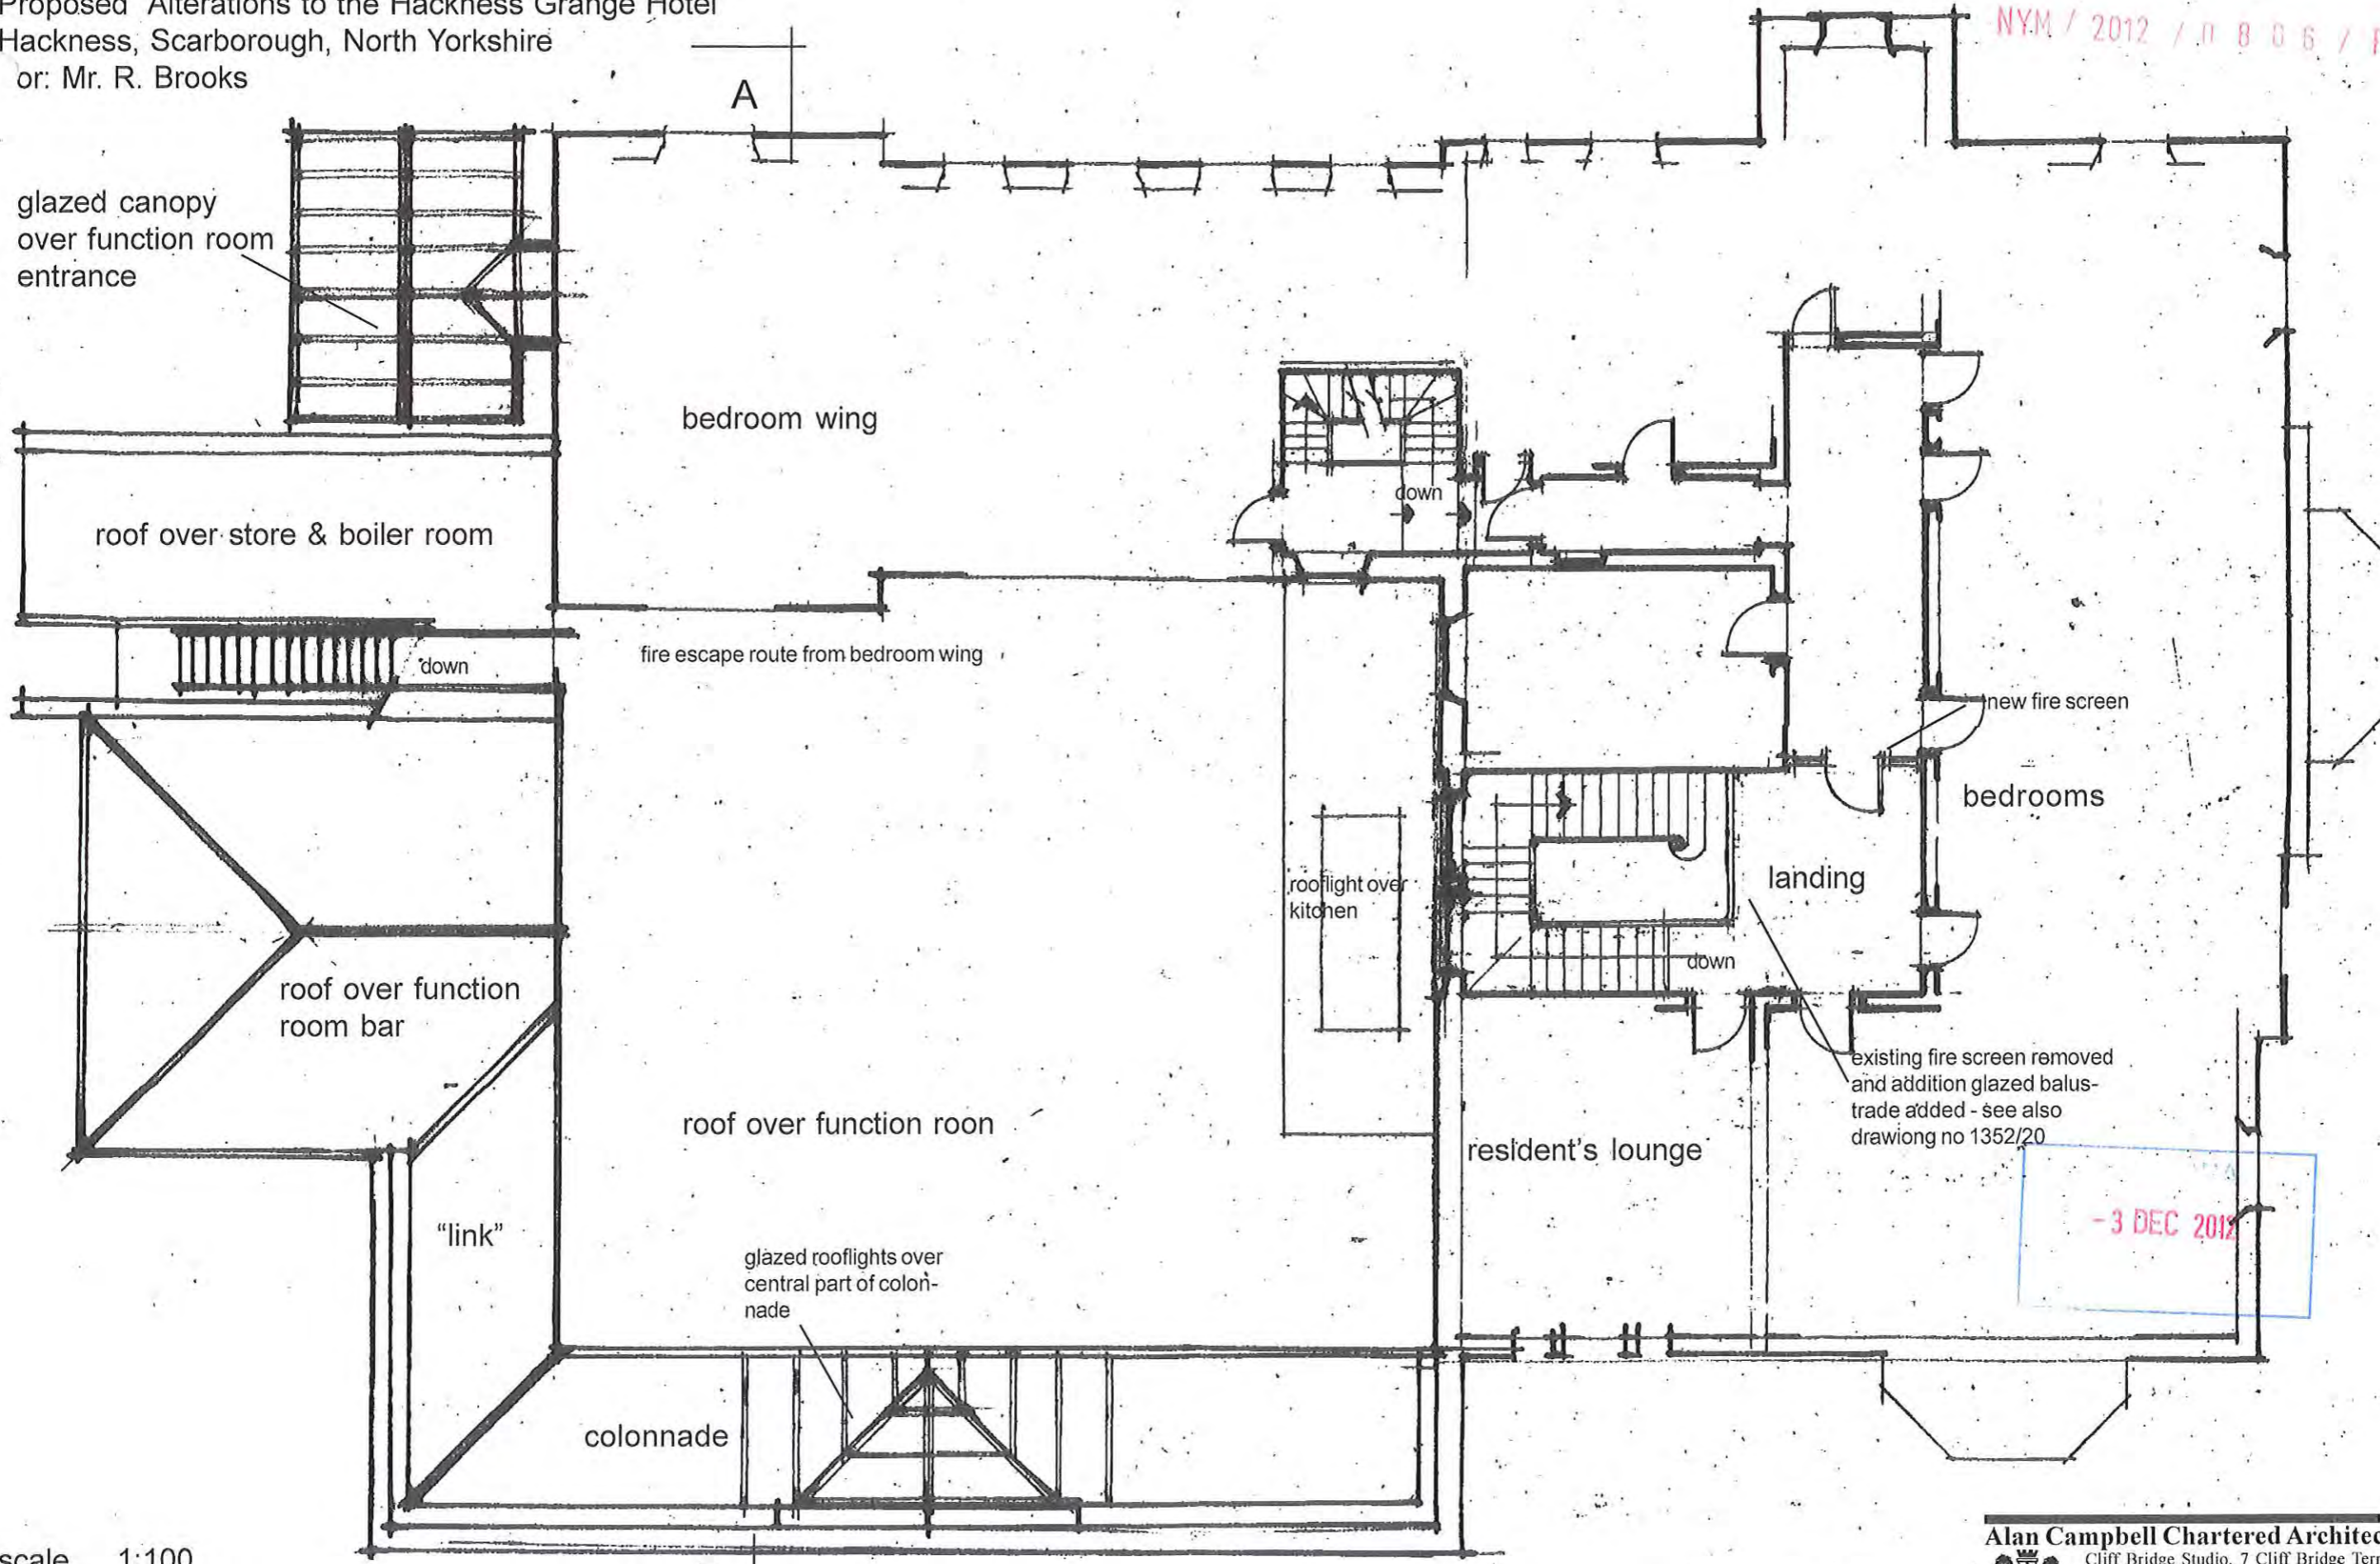 Proposed Alterations to the Hackness Grange Hotel
Hackness, Scarborough, North Yorkshire
or: Mr. R. Brooks
A
NYM / 2012 / 0 8 0 6 / F
glazed canopy
over function room
entrance
bedroom wing
down
roof over store & boiler room
down
fire escape route from bedroom wing
new fire screen
bedrooms
landing
rooflight over
kitchen
down
roof over function
room bar
existing fire screen removed
and addition glazed balus-
trade added - see also
drawiong no 1352/20
roof over function roon
resident's lounge
"link"
-3 DEC 2012
glazed rooflights over
central part of colon-
nade
colonnade
scale 1:100
Alan Campbell Chartered Architec
Cliff Bridge Studio, 7 Cliff Bridge Terr